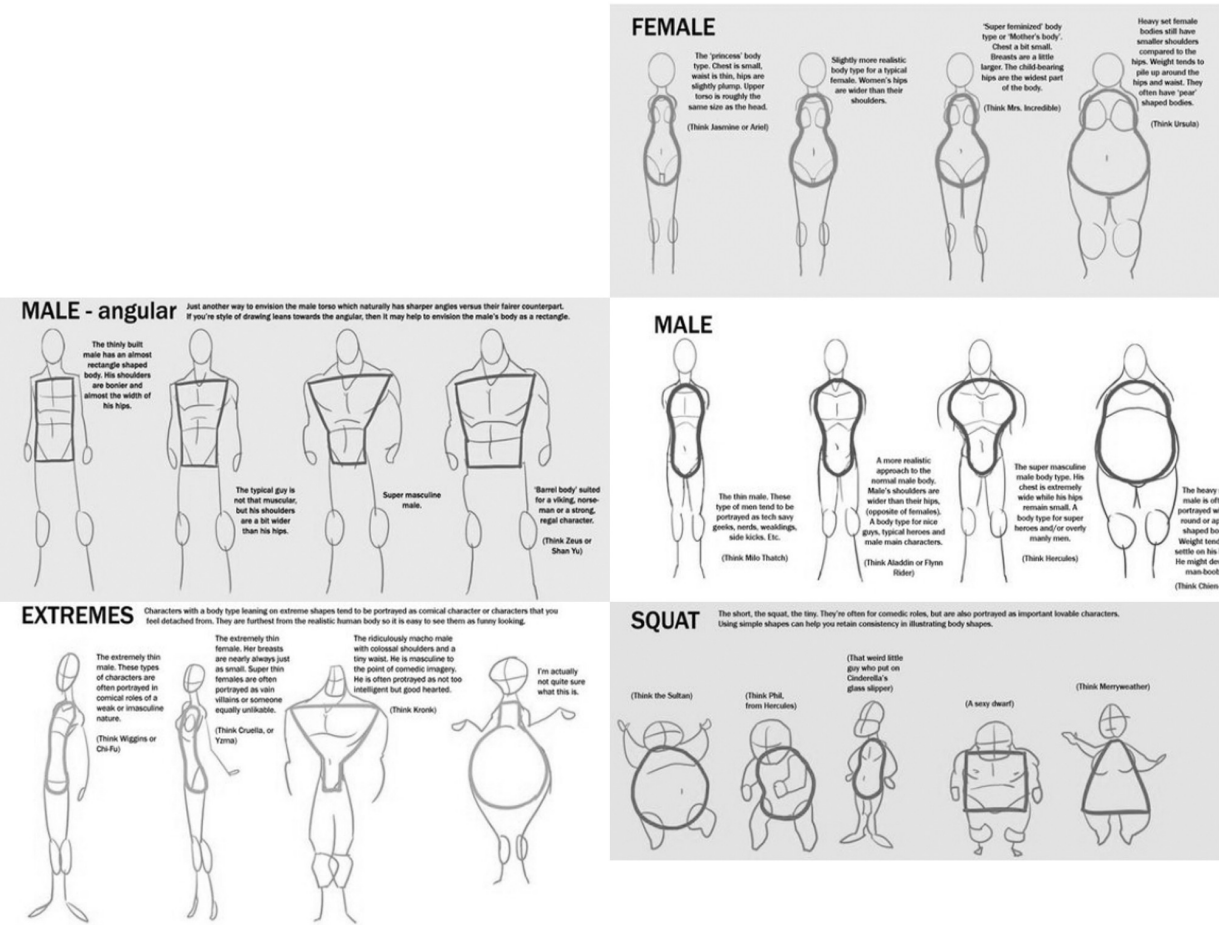 FEMALE
The 'princess' body
type. Chest is small,
waist is thin, hips are
slightly plump. Upper
torso is roughly the
same size as the head.
(Think Jasmine or Ariel)
Slightly more realistic
body type for a typical
female. Women's hips
are wider than their
shoulders.
'Super feminized' body
type or 'Mother's body'.
Chest a bit small.
Breasts are a little
larger. The child-bearing
hips are the widest part
of the body.
(Think Mrs. Incredible)
Heavy set female
bodies still have
smaller shoulders
compared to the
hips. Weight tends to
pile up around the
hips and waist. They
often have 'pear'
shaped bodies.
(Think Ursula)
MALE - angular
Just another way to envision the male torso which naturally has sharper angles versus their fairer counterpart.
If you're style of drawing leans towards the angular, then it may help to envision the male's body as a rectangle.
The thinly built
male has an almost
rectangle shaped
body. His shoulders
are bonier and
almost the width of
his hips.
The typical guy is
not that muscular,
but his shoulders
are a bit wider
than his hips.
Super masculine
male.
'Barrel body' suited
for a viking, norse-
man or a strong,
regal character.
(Think Zeus or
Shan Yu)
MALE
The thin male. These
type of men tend to be
portrayed as tech savy
geeks, nerds, weaklings,
side kicks. Etc.
(Think Milo Thatch)
A more realistic
approach to the
normal male body.
Male's shoulders are
wider than their hips,
(opposite of females).
A body type for nice
guys, typical heroes and
male main characters.
(Think Aladdin or Flynn
Rider)
The super masculine
male body type. His
chest is extremely
wide while his hips
remain small. A
body type for super
heroes and/or overly
manly men.
(Think Hercules)
The heavy
male is of
portrayed w
round or ap
shaped bo
Weight tend
settle on his
He might de
man-boob
(Think Chien
EXTREMES
Characters with a body type leaning on extreme shapes tend to be portrayed as comical character or characters that you
feel detached from. They are furthest from the realistic human body so it is easy to see them as funny looking.
The extremely thin
male. These types
of characters are
often portrayed in
comical roles of a
weak or imasculine
nature.
(Think Wiggins or
Chi-Fu)
The extremely thin
female. Her breasts
are nearly always just
as small. Super thin
females are often
portrayed as vain
villains or someone
equally unlikable.
(Think Cruella, or
Yzma)
The ridiculously macho male
with colossal shoulders and a
tiny waist. He is masculine to
the point of comedic imagery.
He is often protrayed as not too
intelligent but good hearted.
(Think Kronk)
I'm actually
not quite sure
what this is.
SQUAT
The short, the squat, the tiny. They're often for comedic roles, but are also portrayed as important lovable characters.
Using simple shapes can help you retain consistency in illustrating body shapes.
(Think the Sultan)
(Think Phil,
from Hercules)
(That weird little
guy who put on
Cinderella's
glass slipper)
(A sexy dwarf)
(Think Merryweather)